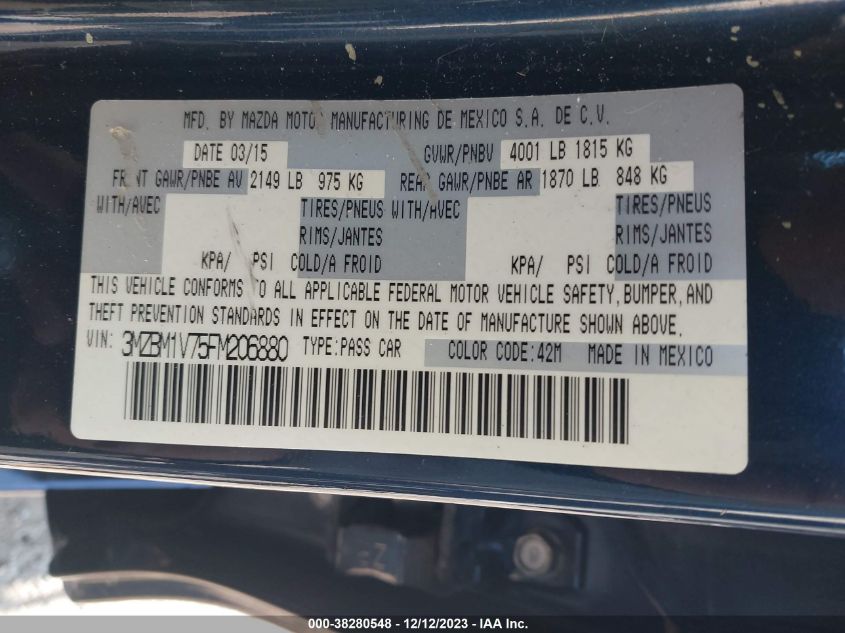 MFD. BY MAZDA MOTOR MANUFACTURING DE MEXICO S.A. DE C.V.
DATE 03/15 GVWR/PNBV 4001 LB 1815 KG
FRONT GAWR/PNBE AV 2149 LB 975 KG REAR GAWR/PNBE AR 1870 LB 848 KG
WITH/AVEC TIRES/PNEUS WITH/AVEC TIRES/PNEUS
RIMS/JANTES RIMS/JANTES
KPA/ PSI COLD/A FROID KPA/ PSI COLD/A FROID
THIS VEHICLE CONFORMS TO ALL APPLICABLE FEDERAL MOTOR VEHICLE SAFETY, BUMPER, AND
THEFT PREVENTION STANDARDS IN EFFECT ON THE DATE OF MANUFACTURE SHOWN ABOVE.
VIN: 3MZBM1V75FM206880 TYPE:PASS CAR COLOR CODE:42M MADE IN MEXICO
000-38280548 - 12/12/2023 - IAA Inc.